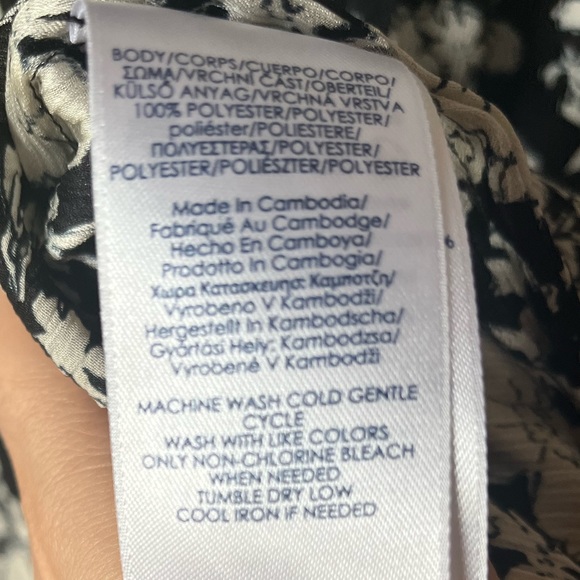 BODY/CORPS/CUERPO/CORPO/
ΣΩΜΑ/VRCHNI CÁST/OBERTEIL/
KÜLSŐ ANYAG/VRCHNÁ VRSTVA
100% POLYESTER/POLYESTER/
poliéster/POLIESTERE/
ΠΟΛΥΕΣΤΕΡΑΣ/POLYESTER/
POLYESTER/POLIÉSZTER/POLYESTER
Made In Cambodia/
Fabriqué Au Cambodge/
Hecho En Camboya/
Prodotto In Cambogia/
Χωρα Κατασκευησ: Καμποτζη/
Vyrobeno V Kambodži/
Hergestellt In Kambodscha/
Gyártási Hely: Kambodzsa/
Vyrobené V Kambodži
MACHINE WASH COLD GENTLE
CYCLE
WASH WITH LIKE COLORS
ONLY NON-CHLORINE BLEACH
WHEN NEEDED
TUMBLE DRY LOW
COOL IRON IF NEEDED
6